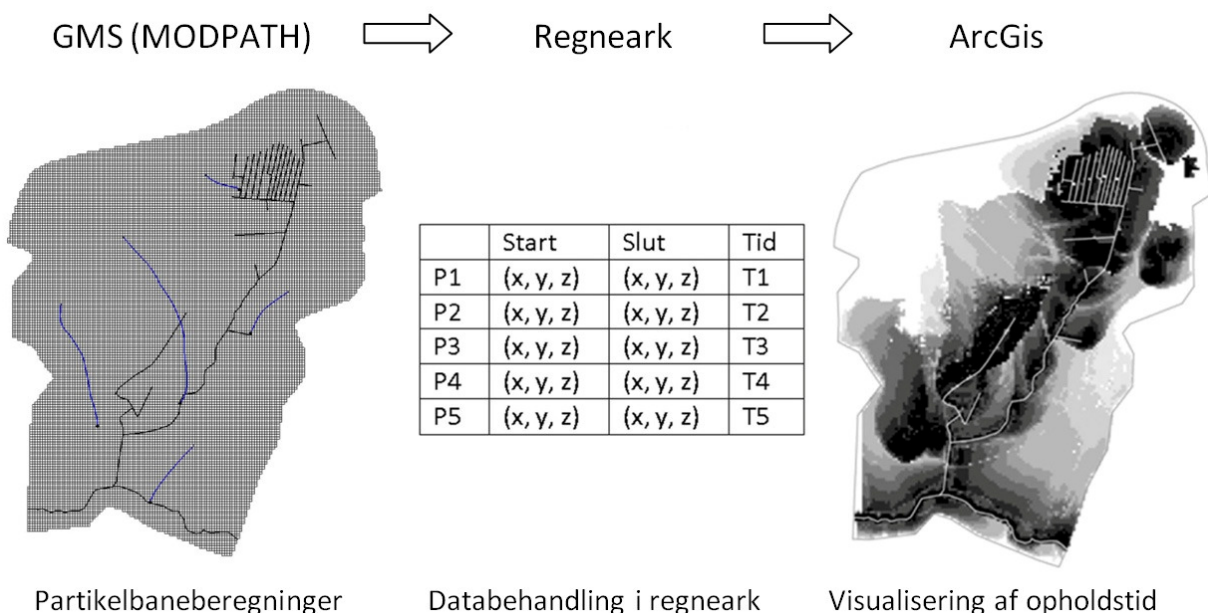 GMS (MODPATH) Regneark ArcGis
Start Slut Tid
P1 (x, y, z) (x, y, z) T1
P2 (x, y, z) (x, y, z) T2
P3 (x, y, z) (x, y, z) T3
P4 (x, y, z) (x, y, z) T4
P5 (x, y, z) (x, y, z) T5
Partikelbaneberegninger Databehandling i regneark Visualisering af opholdstid